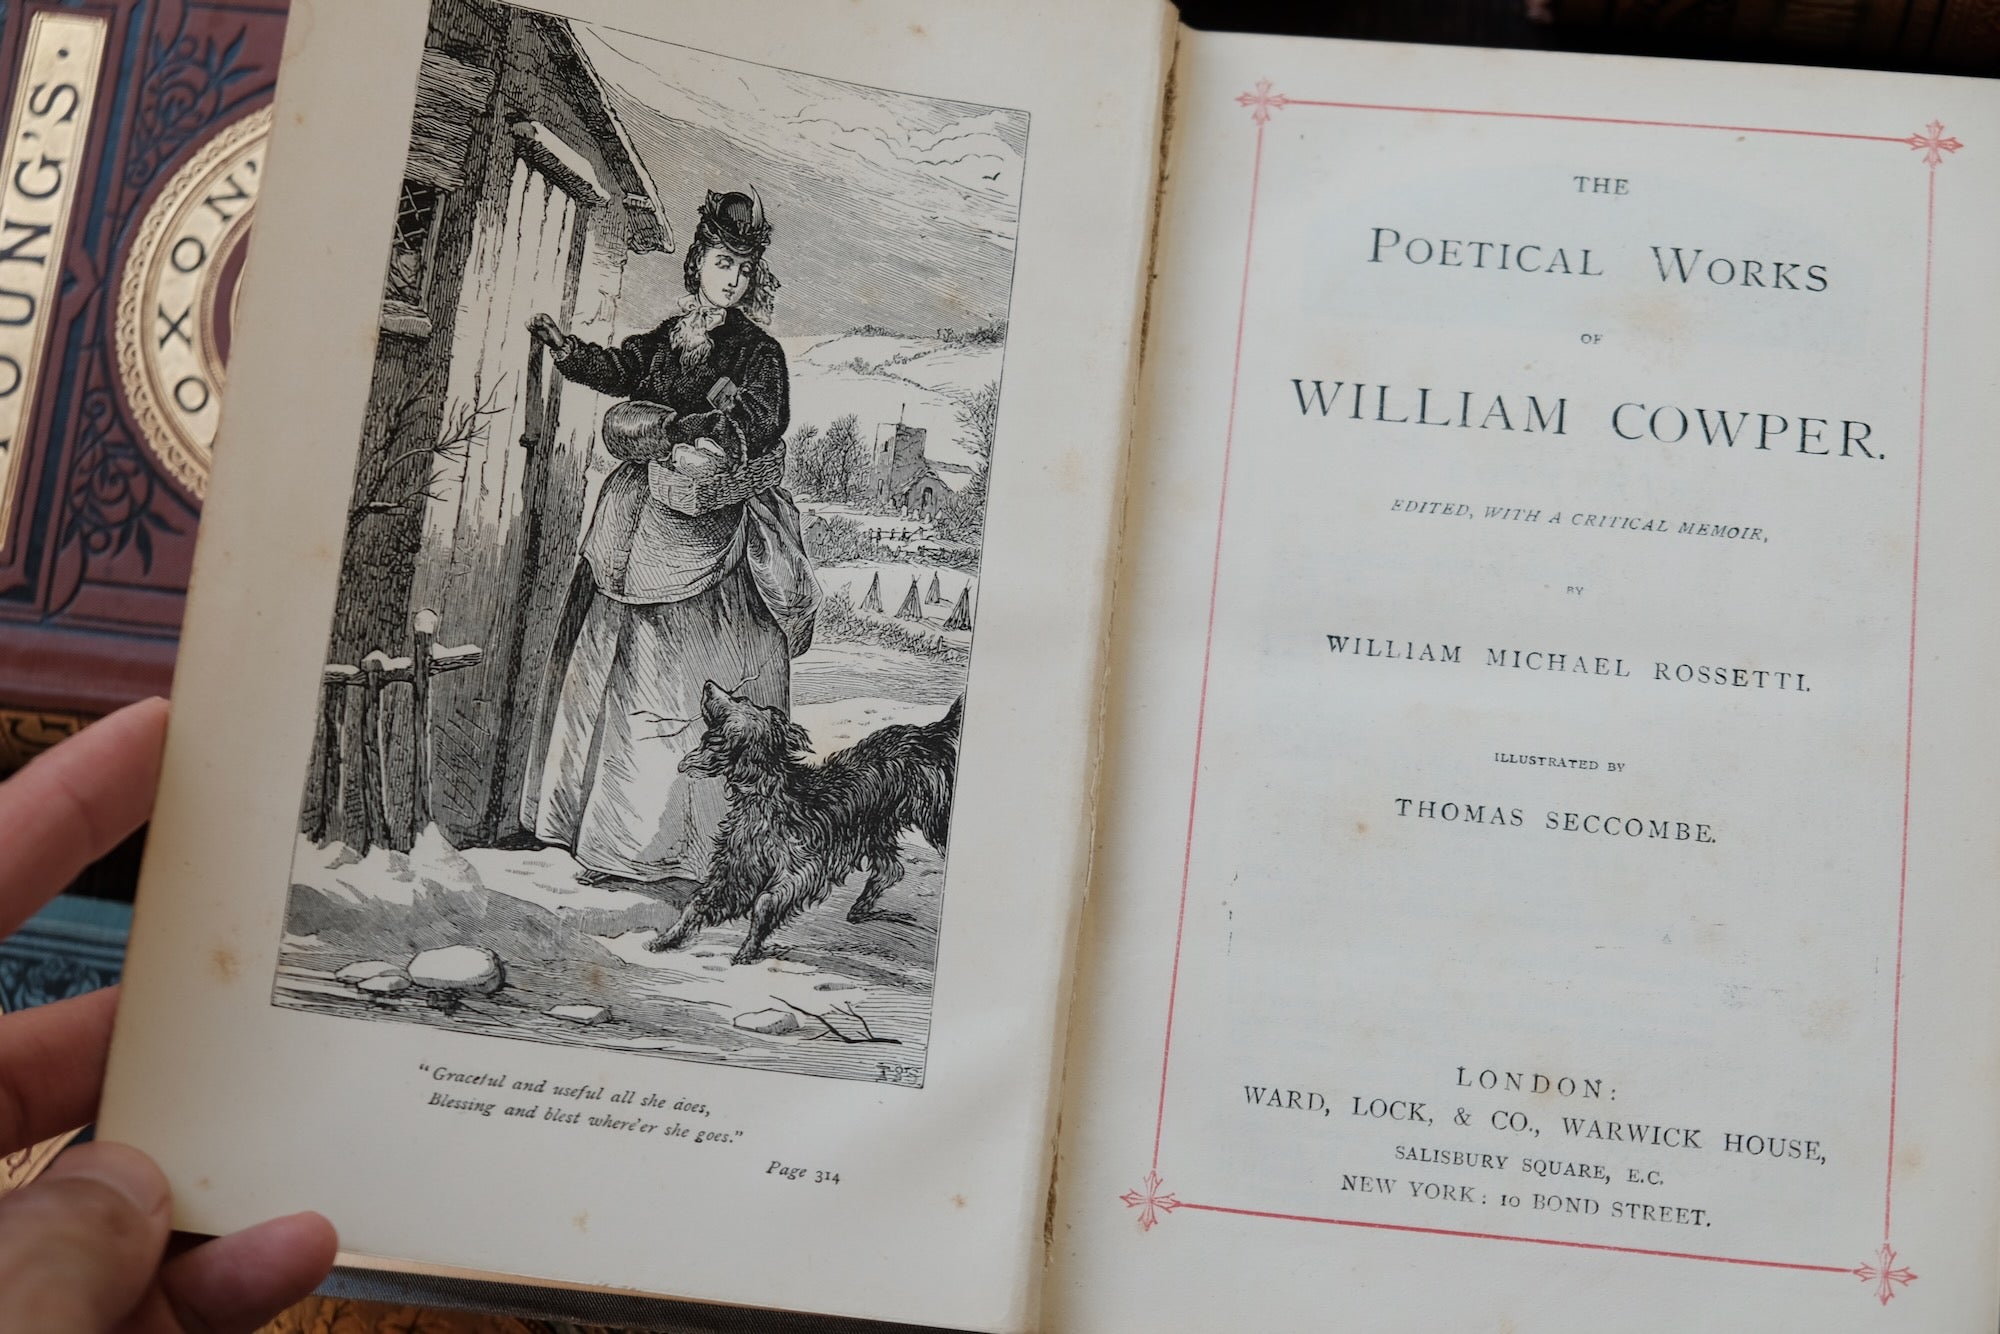 YOUNG'S.
OXON
"Graceful and useful all she does,
Blessing and blest where'er she goes."
Page 314
THE
POETICAL WORKS
OF
WILLIAM COWPER.
EDITED, WITH A CRITICAL MEMOIR,
BY
WILLIAM MICHAEL ROSSETTI.
ILLUSTRATED BY
THOMAS SECCOMBE.
LONDON:
WARD, LOCK, & CO., WARWICK HOUSE,
SALISBURY SQUARE, E.C.
NEW YORK: 10 BOND STREET.